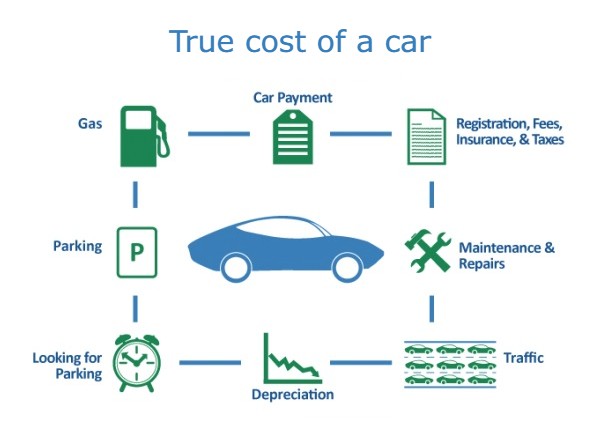 True cost of a car
Car Payment
Gas
Registration, Fees,
Insurance, & Taxes
Parking
P
Maintenance &
Repairs
Looking for
Parking
Depreciation
Traffic